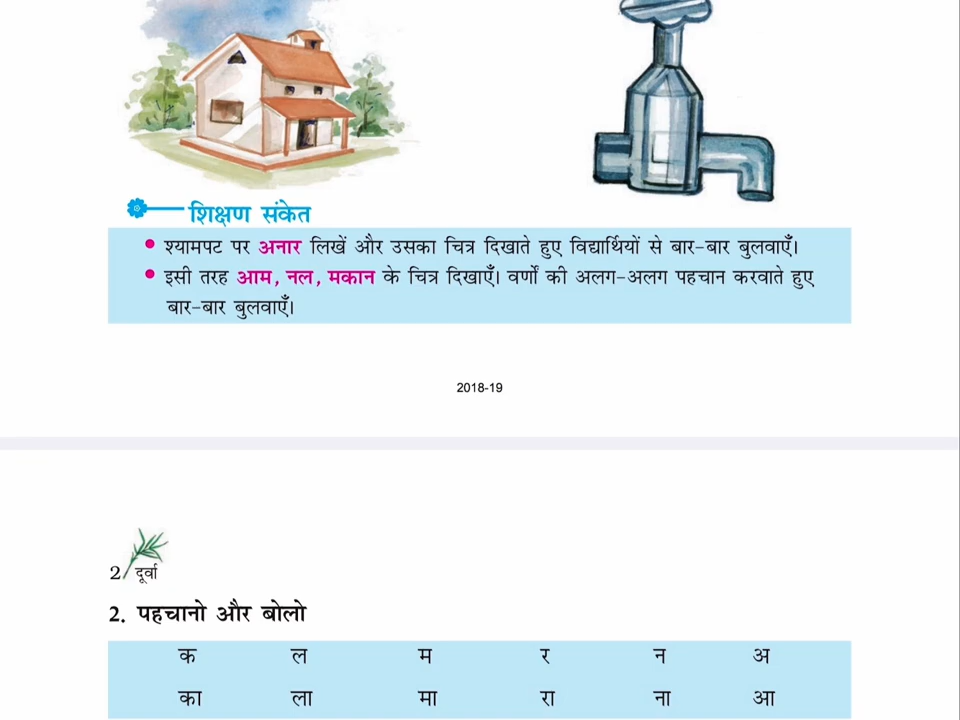 शिक्षण संकेत
• श्यामपट पर अनार लिखें और उसका चित्र दिखाते हुए विद्यार्थियों से बार-बार बुलवाएँ।
• इसी तरह आम, नल, मकान के चित्र दिखाएँ। वर्णों की अलग-अलग पहचान करवाते हुए
बार-बार बुलवाएँ।
2018-19
2/ दूर्वा
2. पहचानो और बोलो
क ल म र न अ
का ला मा रा ना आ